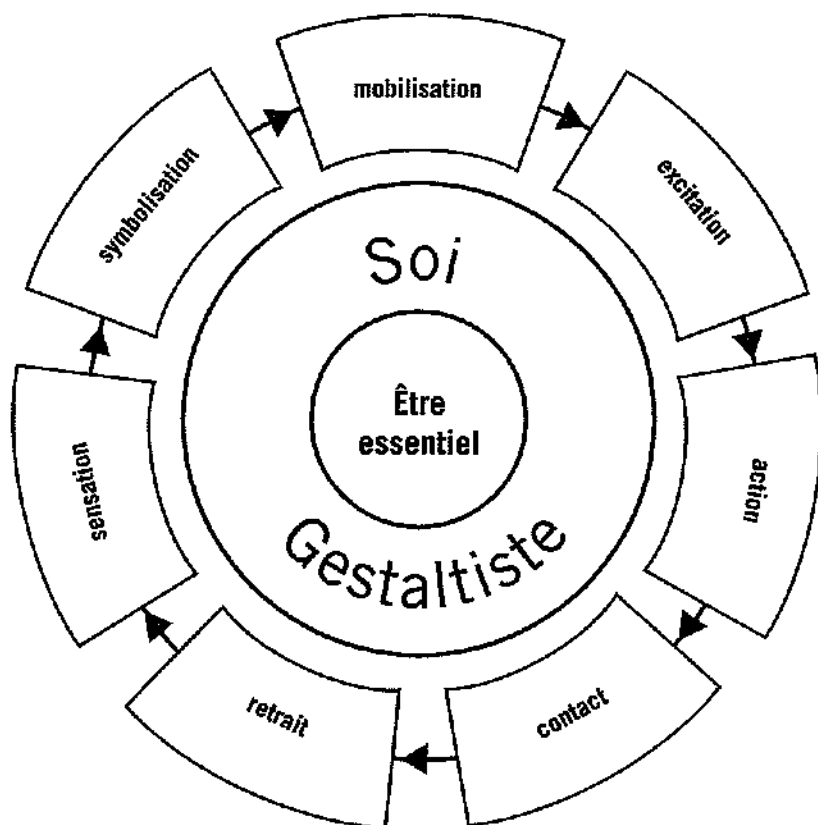 mobilisation
excitation
action
contact
retrait
sensation
symbolisation
Soi
Être
essentiel
Gestaltiste